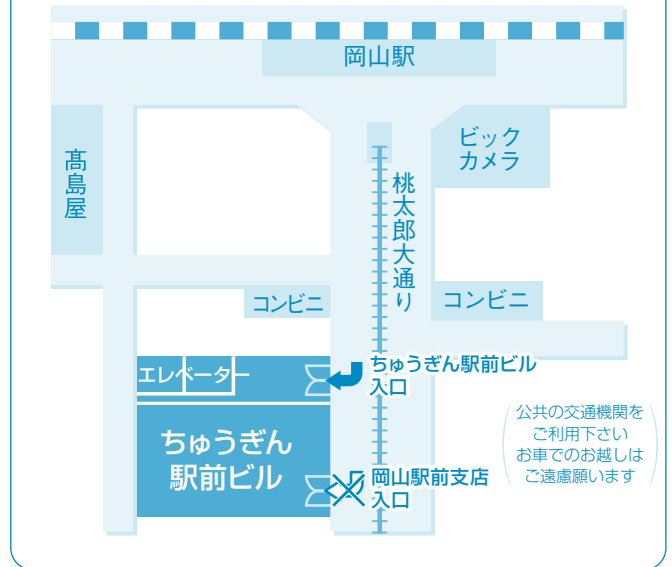 岡山駅
髙島屋
ビック
カメラ
桃太郎大通り
コンビニ
コンビニ
エレベーター
ちゅうぎん駅前ビル
入口
ちゅうぎん
駅前ビル
岡山駅前支店
入口
公共の交通機関を
ご利用下さい
お車でのお越しは
ご遠慮願います